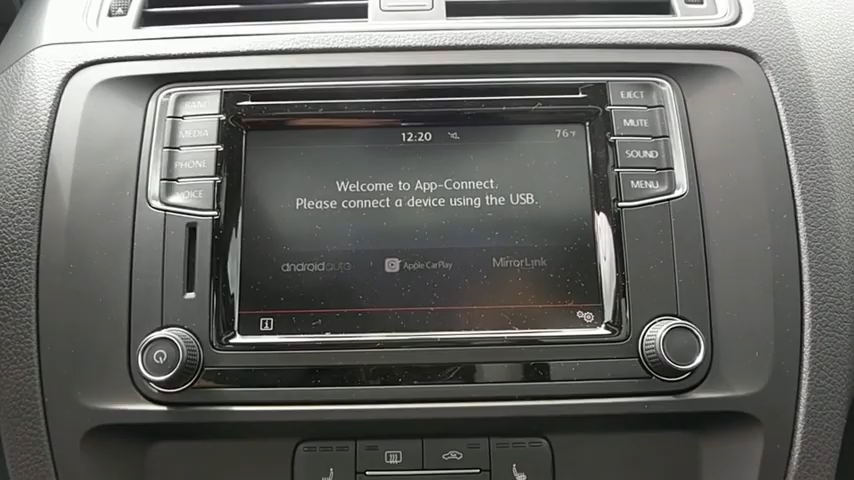 BAND
MEDIA
PHONE
VOICE
EJECT
MUTE
SOUND
MENU
12:20
76°F
Welcome to App-Connect.
Please connect a device using the USB.
androidauto
Apple CarPlay
MirrorLink
i